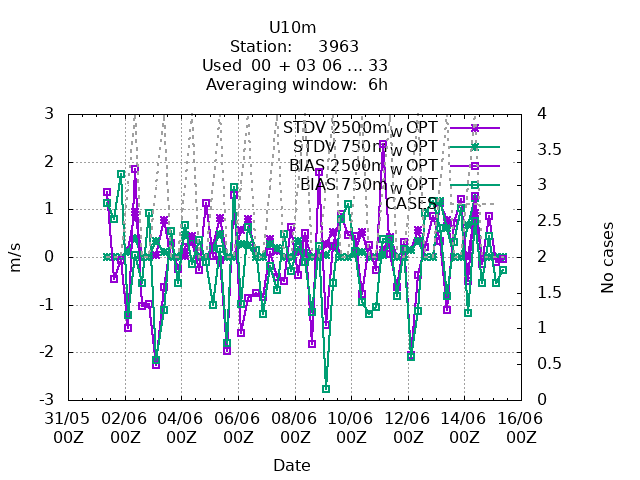 U10m
Station: 3963
Used 00 + 03 06 ... 33
Averaging window: 6h
STDV 2500m_W OPT
STDV 750m_W OPT
BIAS 2500m_W OPT
BIAS 750m_W OPT
CASES
3
2
1
0
-1
-2
-3
m/s
4
3.5
3
2.5
2
1.5
1
0.5
0
No cases
31/05 00Z
02/06 00Z
04/06 00Z
06/06 00Z
08/06 00Z
10/06 00Z
12/06 00Z
14/06 00Z
16/06 00Z
Date